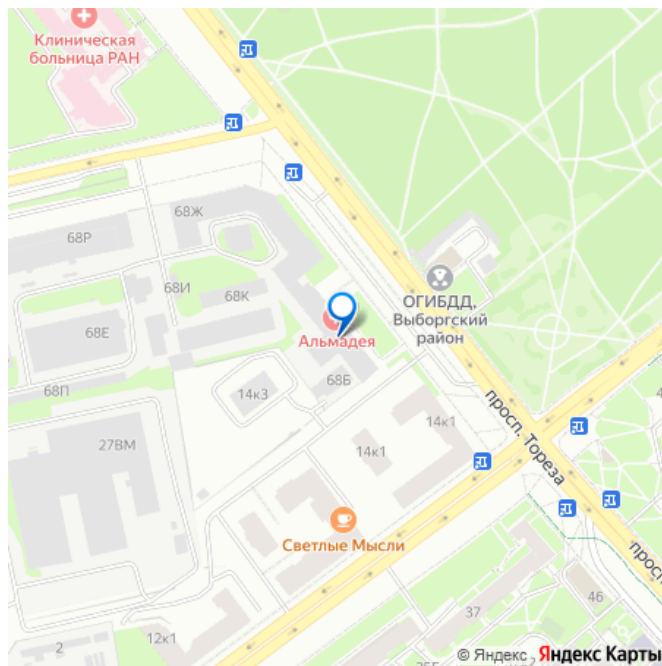 Клиническая
больница РАН
68Ж
68Р
68И
68К
ОГИБДД,
Выборгский
район
68Е
Альмадея
68Б
68П
14к3
просп. Тореза
14к1
14к1
27ВМ
Светлые Мысли
просп.
46
37
12к1
2
© Яндекс
Яндекс Карты